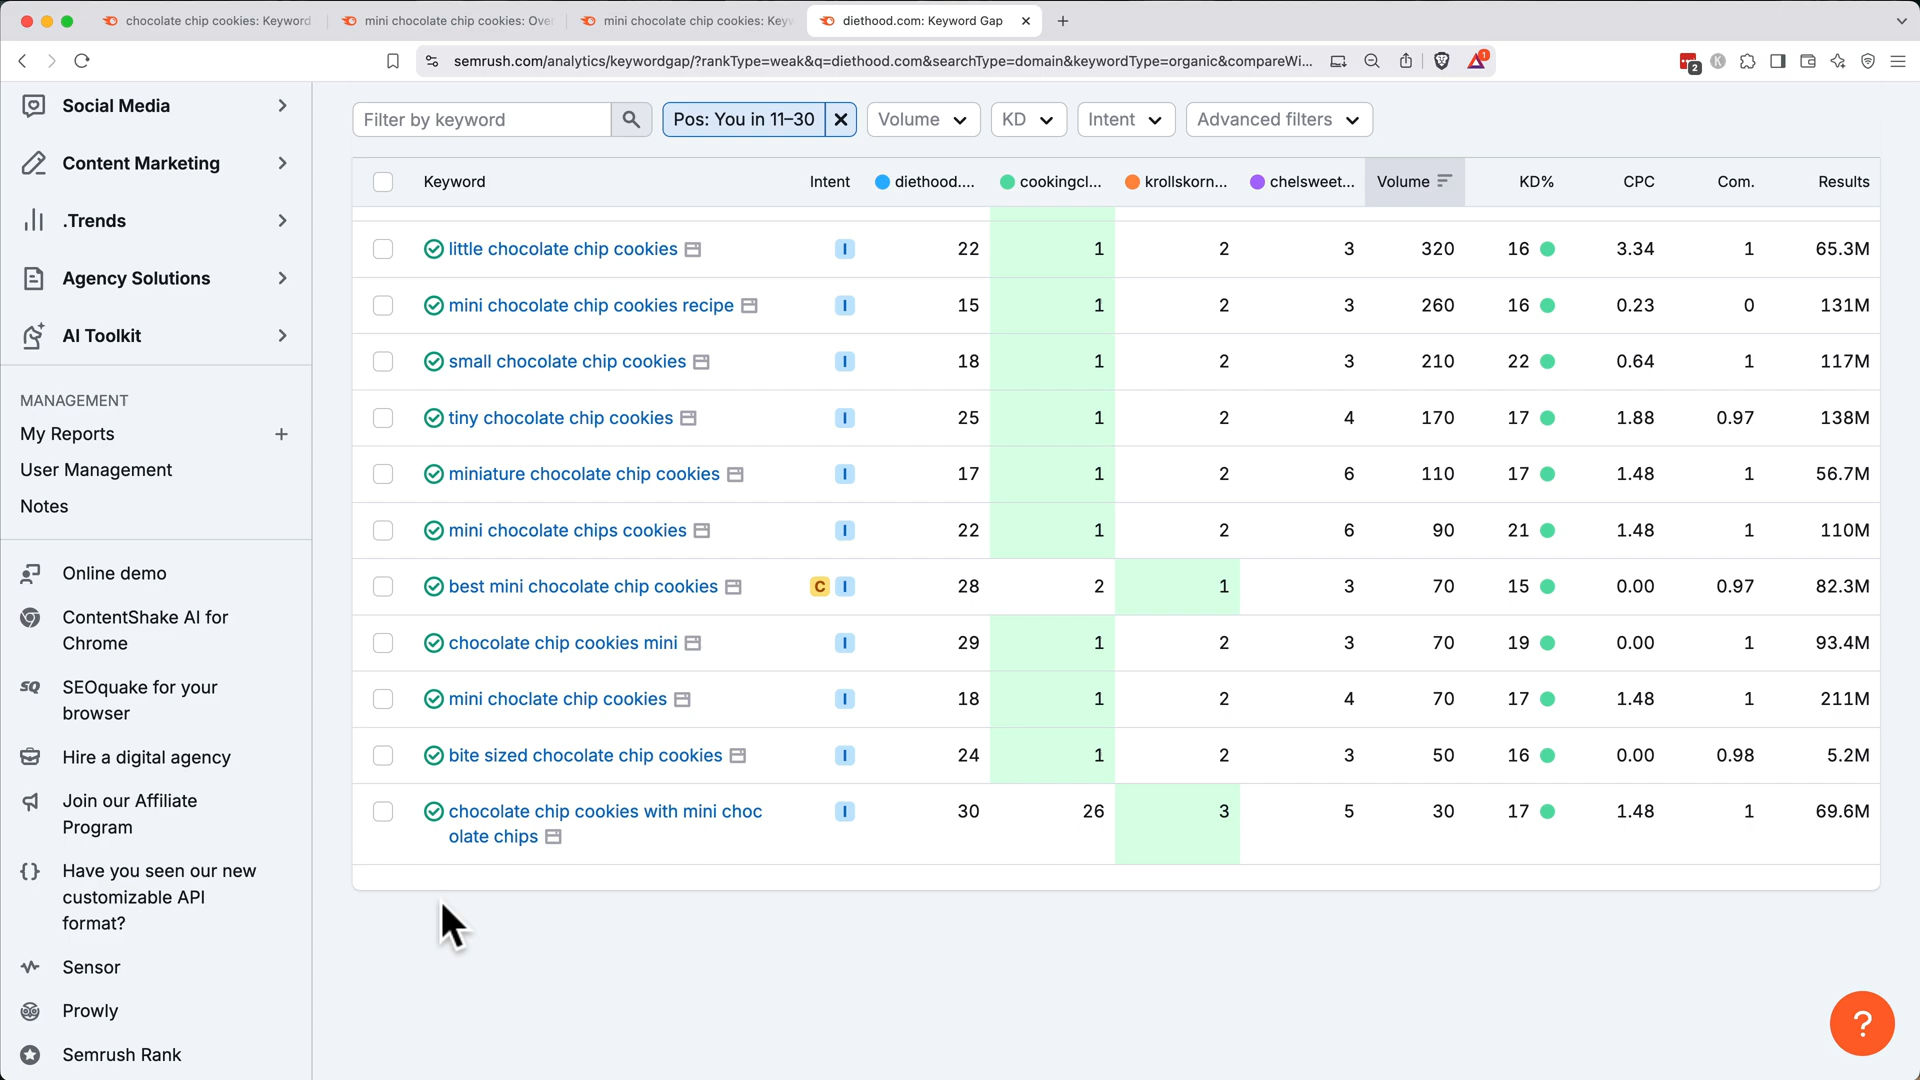 chocolate chip cookies: Keyword
mini chocolate chip cookies: Ove
mini chocolate chip cookies: Keyw
diethood.com: Keyword Gap
semrush.com/analytics/keywordgap/?rankType=weak&q=diethood.com&searchType=domain&keywordType=organic&compareWi...
1
2
K
Social Media
Content Marketing
.Trends
Agency Solutions
AI Toolkit
MANAGEMENT
My Reports
User Management
Notes
Online demo
ContentShake AI for
Chrome
SQ
SEOquake for your
browser
Hire a digital agency
Join our Affiliate
Program
Have you seen our new
customizable API
format?
Sensor
Prowly
Semrush Rank
Filter by keyword
Pos: You in 11–30
Volume
KD
Intent
Advanced filters
Keyword Intent diethood.... cookingcl... krollskorn... chelsweet... Volume KD% CPC Com. Results
little chocolate chip cookies I 22 1 2 3 320 16 3.34 1 65.3M
mini chocolate chip cookies recipe I 15 1 2 3 260 16 0.23 0 131M
small chocolate chip cookies I 18 1 2 3 210 22 0.64 1 117M
tiny chocolate chip cookies I 25 1 2 4 170 17 1.88 0.97 138M
miniature chocolate chip cookies I 17 1 2 6 110 17 1.48 1 56.7M
mini chocolate chips cookies I 22 1 2 6 90 21 1.48 1 110M
best mini chocolate chip cookies C I 28 2 1 3 70 15 0.00 0.97 82.3M
chocolate chip cookies mini I 29 1 2 3 70 19 0.00 1 93.4M
mini choclate chip cookies I 18 1 2 4 70 17 1.48 1 211M
bite sized chocolate chip cookies I 24 1 2 3 50 16 0.00 0.98 5.2M
chocolate chip cookies with mini choc I 30 26 3 5 30 17 1.48 1 69.6M
olate chips
?